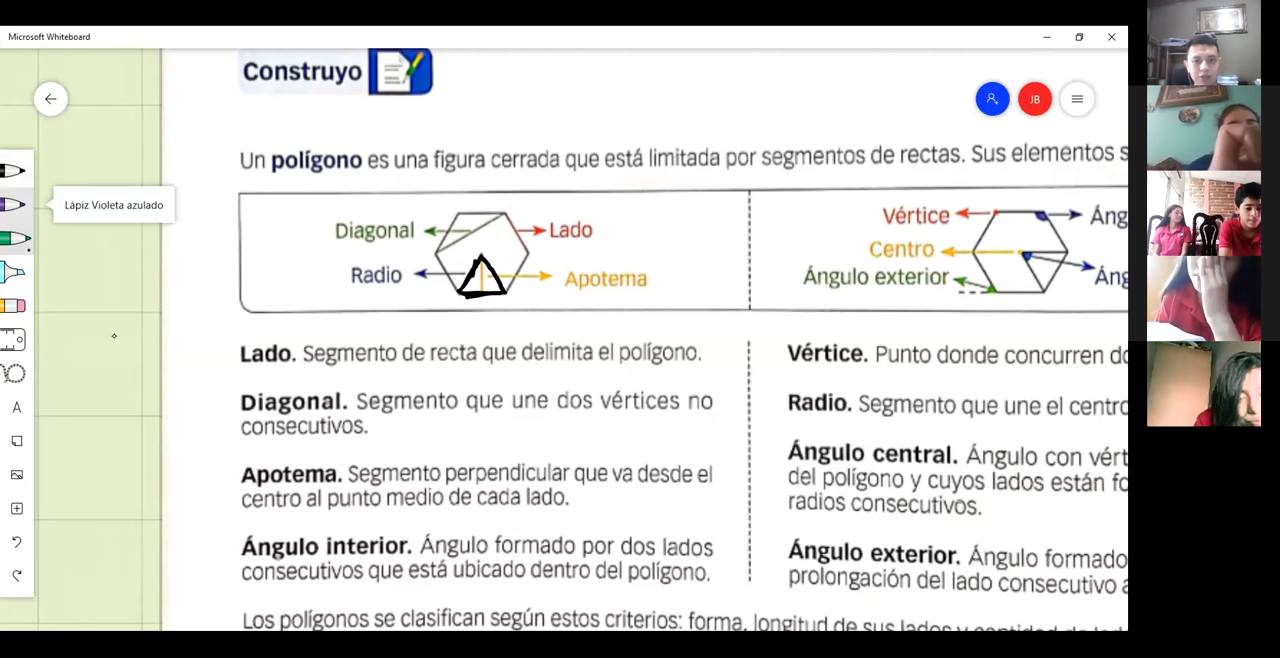 Microsoft Whiteboard
Construyo
JB
Un polígono es una figura cerrada que está limitada por segmentos de rectas. Sus elementos s
Lápiz Violeta azulado
Diagonal
Lado
Radio
Apotema
Vértice
Áng
Centro
Ángulo exterior
Áng
Lado. Segmento de recta que delimita el polígono.
Diagonal. Segmento que une dos vértices no
consecutivos.
Apotema. Segmento perpendicular que va desde el
centro al punto medio de cada lado.
Ángulo interior. Ángulo formado por dos lados
consecutivos que está ubicado dentro del polígono.
Vértice. Punto donde concurren do
Radio. Segmento que une el centro
Ángulo central. Ángulo con vért
del polígono y cuyos lados están fo
radios consecutivos.
Ángulo exterior. Ángulo formado
prolongación del lado consecutivo a
Los polígonos se clasifican según estos criterios: forma, longitud de sus lados y cantidad de